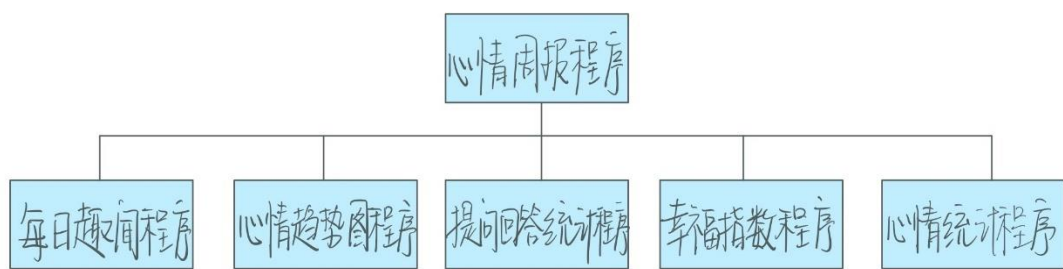 心情周报程序
每日趣闻程序
心情趋势图程序
提问回答统计程序
幸福指数程序
心情统计程序